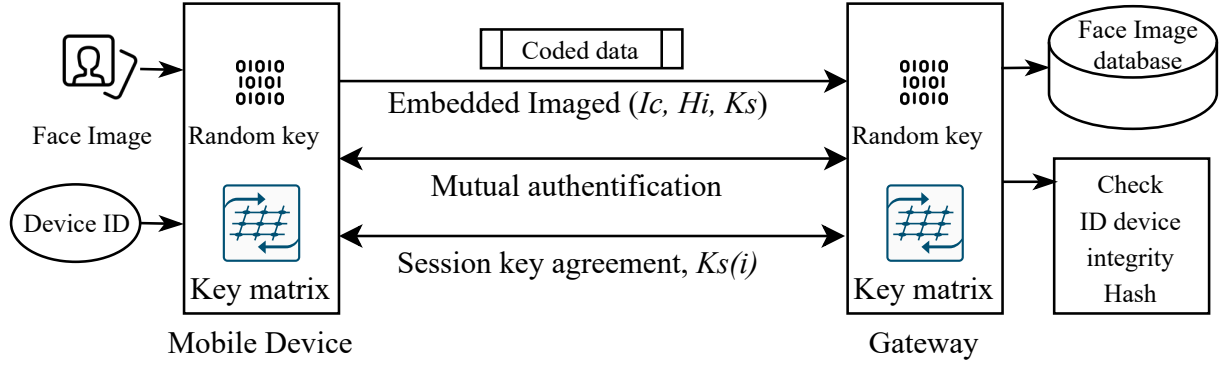 Face Image
Device ID
01010
10101
01010
Random key
Key matrix
Mobile Device
Coded data
Embedded Imaged (Ic, Hi, Ks)
Mutual authentification
Session key agreement, Ks(i)
01010
10101
01010
Random key
Key matrix
Gateway
Face Image
database
Check
ID device
integrity
Hash